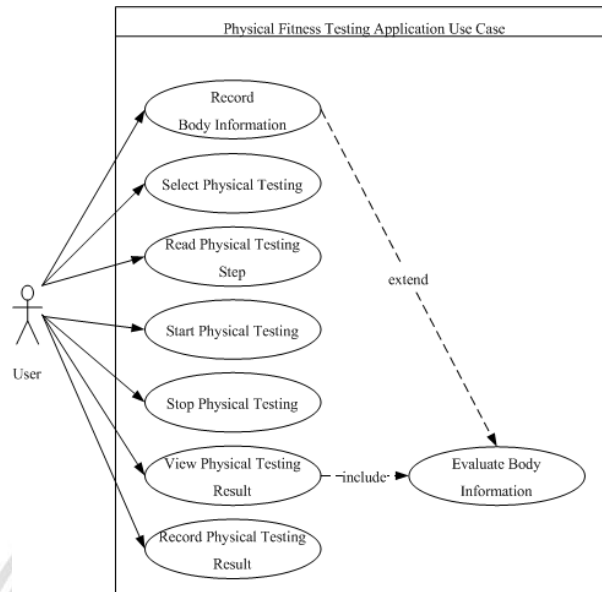 Physical Fitness Testing Application Use Case
Record
Body Information
Select Physical Testing
Read Physical Testing
Step
extend
Start Physical Testing
User
Stop Physical Testing
View Physical Testing
Result
include
Evaluate Body
Information
Record Physical Testing
Result